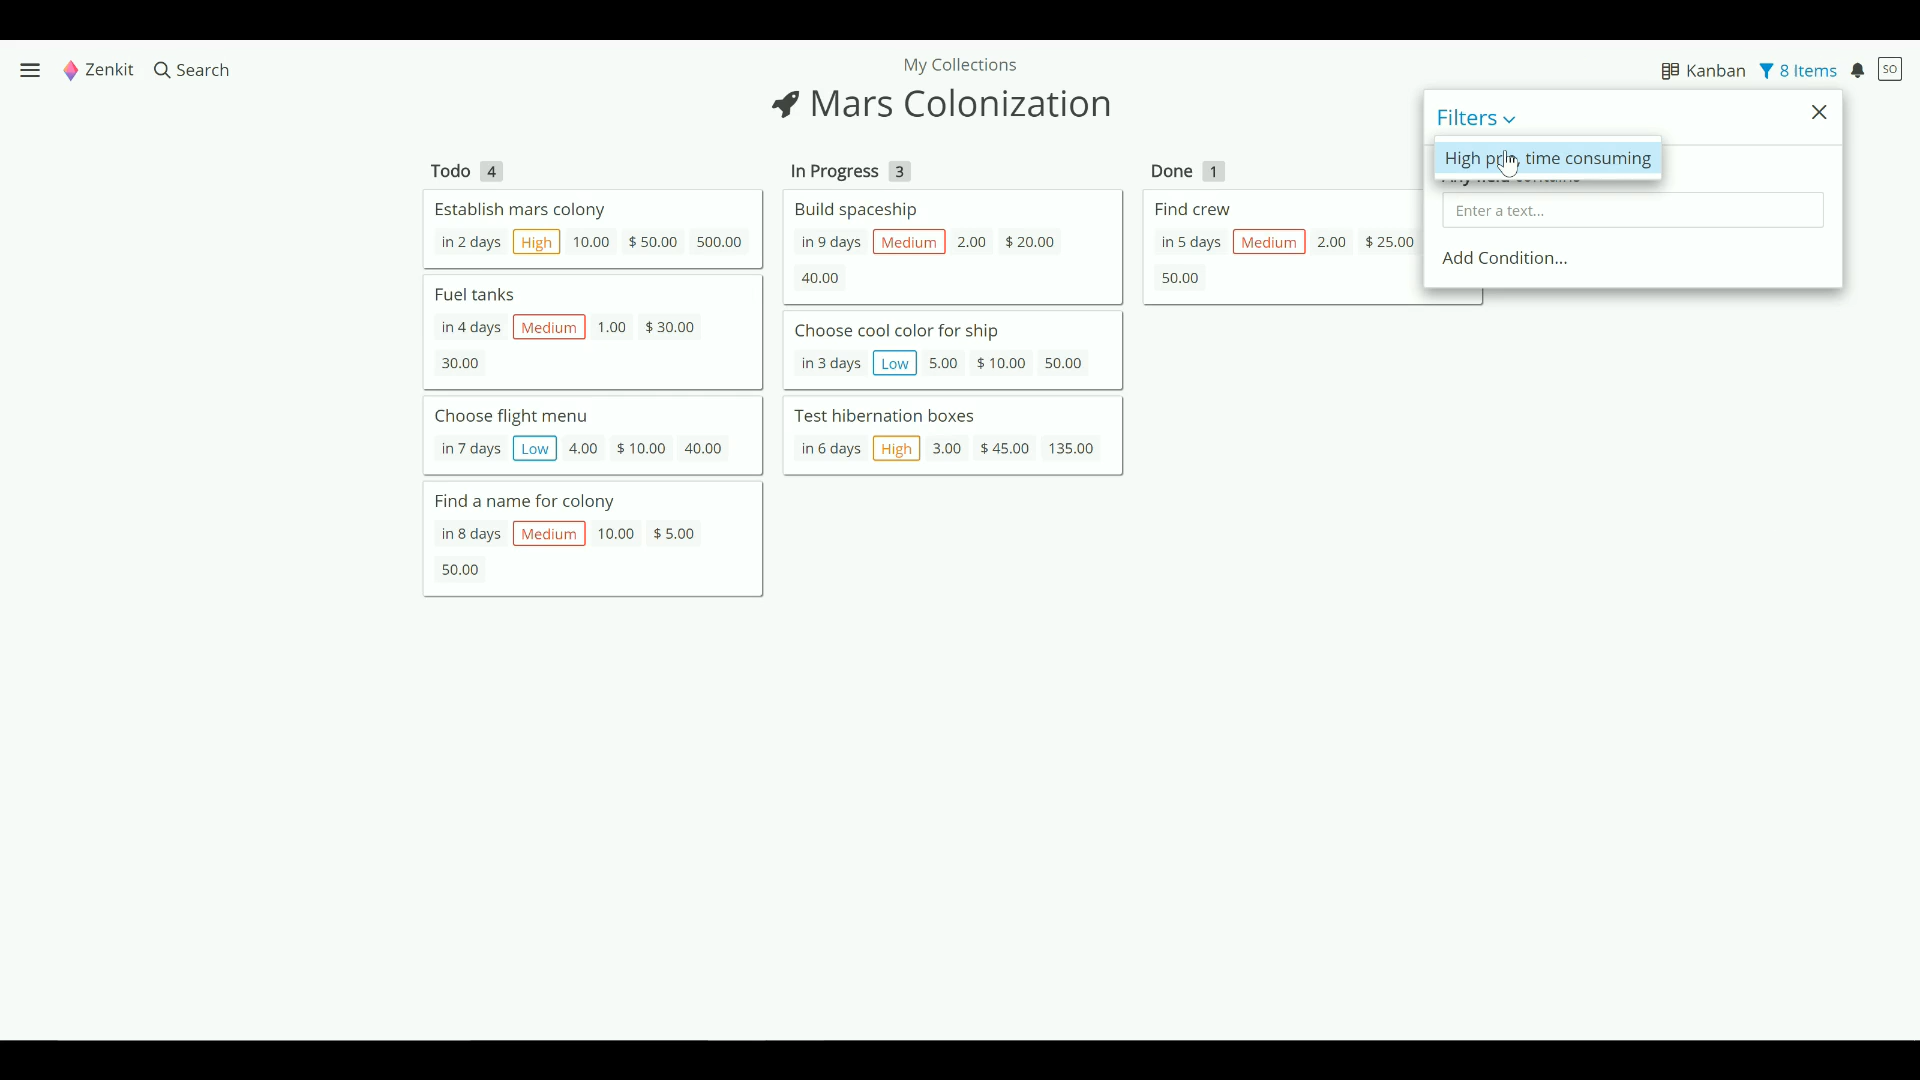 Zenkit
Search
My Collections
Mars Colonization
Kanban
8 Items
SO
Filters
High prio, time consuming
Enter a text...
Add Condition...
Todo 4
Establish mars colony
in 2 days High 10.00 $ 50.00 500.00
Fuel tanks
in 4 days Medium 1.00 $ 30.00
30.00
Choose flight menu
in 7 days Low 4.00 $ 10.00 40.00
Find a name for colony
in 8 days Medium 10.00 $ 5.00
50.00
In Progress 3
Build spaceship
in 9 days Medium 2.00 $ 20.00
40.00
Choose cool color for ship
in 3 days Low 5.00 $ 10.00 50.00
Test hibernation boxes
in 6 days High 3.00 $ 45.00 135.00
Done 1
Find crew
in 5 days Medium 2.00 $ 25.00
50.00